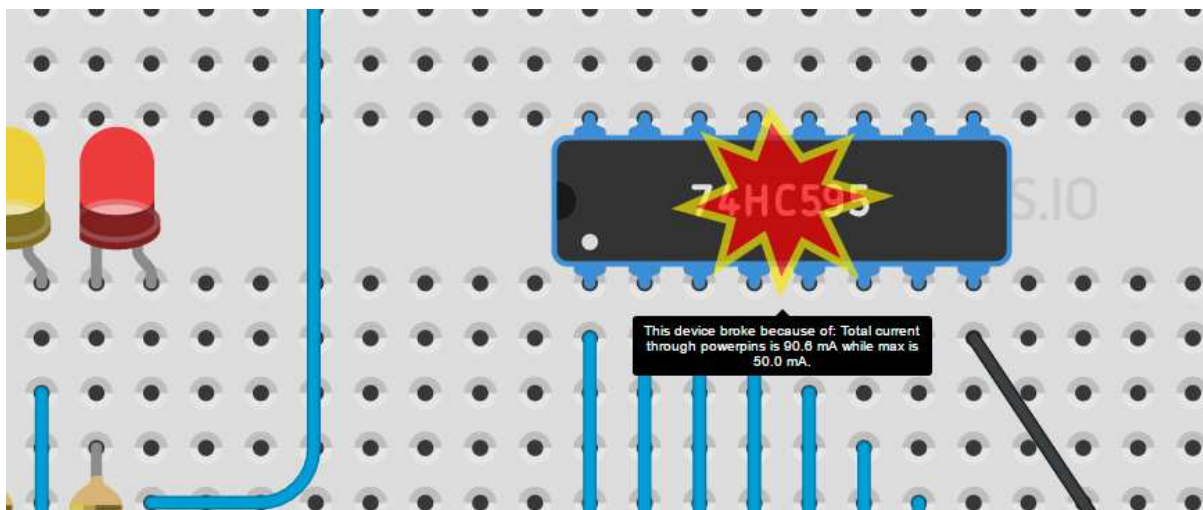 74HC595
S.IO
This device broke because of: Total current
through powerpins is 90.6 mA while max is
50.0 mA.